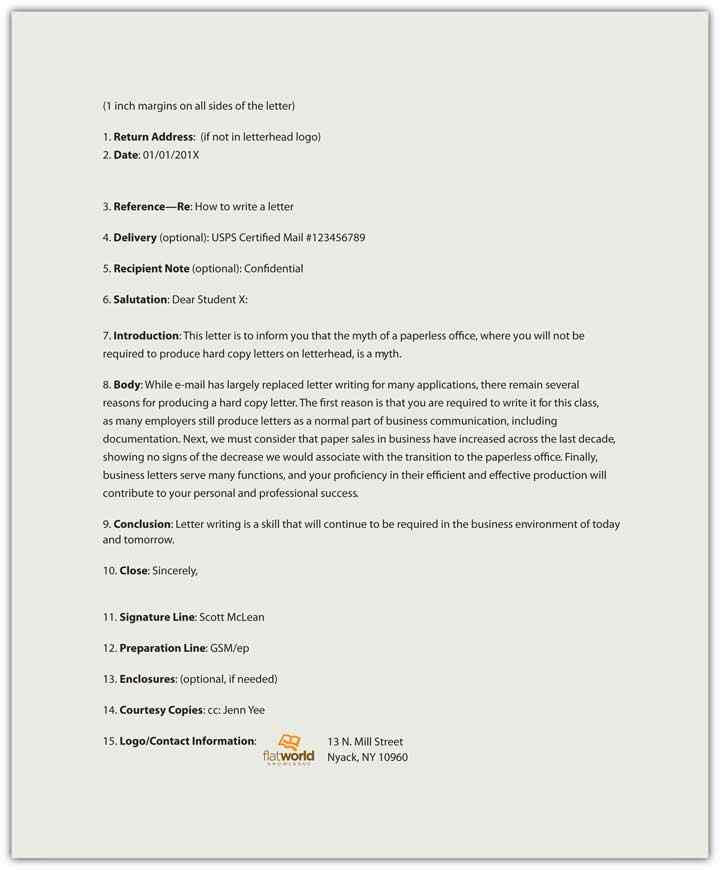 (1 inch margins on all sides of the letter)
1. Return Address: (if not in letterhead logo)
2. Date: 01/01/201X
3. Reference—Re: How to write a letter
4. Delivery (optional): USPS Certified Mail #123456789
5. Recipient Note (optional): Confidential
6. Salutation: Dear Student X:
7. Introduction: This letter is to inform you that the myth of a paperless office, where you will not be
required to produce hard copy letters on letterhead, is a myth.
8. Body: While e-mail has largely replaced letter writing for many applications, there remain several
reasons for producing a hard copy letter. The first reason is that you are required to write it for this class,
as many employers still produce letters as a normal part of business communication, including
documentation. Next, we must consider that paper sales in business have increased across the last decade,
showing no signs of the decrease we would associate with the transition to the paperless office. Finally,
business letters serve many functions, and your proficiency in their efficient and effective production will
contribute to your personal and professional success.
9. Conclusion: Letter writing is a skill that will continue to be required in the business environment of today
and tomorrow.
10. Close: Sincerely,
11. Signature Line: Scott McLean
12. Preparation Line: GSM/ep
13. Enclosures: (optional, if needed)
14. Courtesy Copies: cc: Jenn Yee
15. Logo/Contact Information:
flatworld
KNOWLEDGE
13 N. Mill Street
Nyack, NY 10960